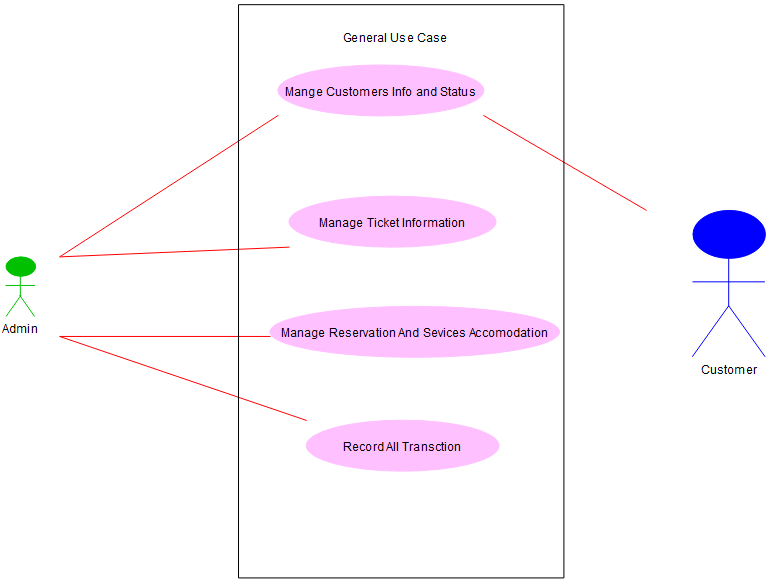 General Use Case
Mange Customers Info and Status
Manage Ticket Information
Manage Reservation And Sevices Accomodation
Record All Transction
Admin
Customer